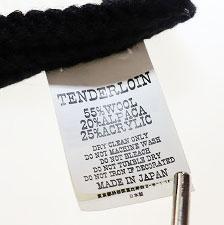 TENDERLOIN
55% WOOL
20% ALPACA
25% ACRYLIC
DRY CLEAN ONLY
DO NOT MACHINE WASH
DO NOT BLEACH
DO NOT TUMBLE DRY
DO NOT IRON IF DECORATED
MADE IN JAPAN
日本製